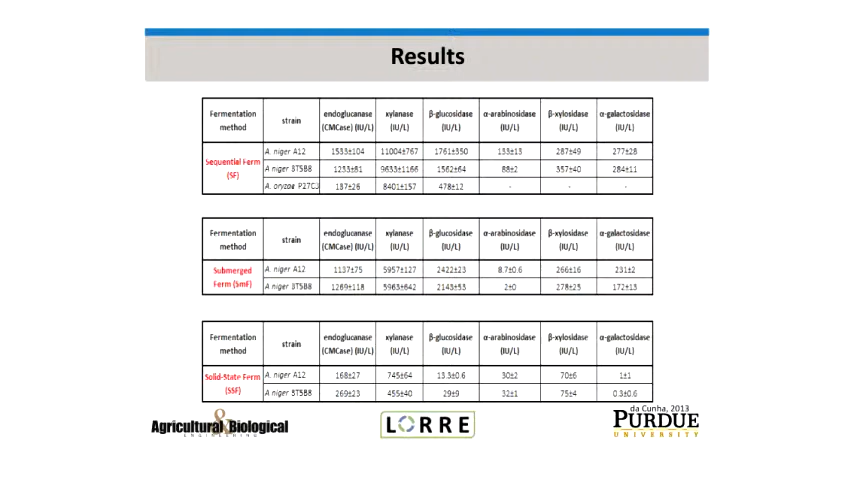 Results
Fermentation method strain endoglucanase (CMCase) (IU/L) xylanase (IU/L) β-glucosidase (IU/L) α-arabinosidase (IU/L) β-xylosidase (IU/L) α-galactosidase (IU/L)
Sequential Ferm (SF) A. niger A12 1533±104 11004±767 1761±350 133±13 287±49 277±28
A niger BTSB8 1233±81 9633±1166 1562±64 88±2 357±40 284±11
A. oryzae P27C3 137±26 8401±157 478±12 - - -
Fermentation method strain endoglucanase (CMCase) (IU/L) xylanase (IU/L) β-glucosidase (IU/L) α-arabinosidase (IU/L) β-xylosidase (IU/L) α-galactosidase (IU/L)
Submerged Ferm (SmF) A. niger A12 1137±75 5957±127 2422±23 8.7±0.6 266±16 231±2
A niger BTSB8 1269±118 5963±642 2143±53 2±0 278±25 172±13
Fermentation method strain endoglucanase (CMCase) (IU/L) xylanase (IU/L) β-glucosidase (IU/L) α-arabinosidase (IU/L) β-xylosidase (IU/L) α-galactosidase (IU/L)
Solid-State Ferm (SSF) A. niger A12 168±27 745±64 13.3±0.6 30±2 70±6 1±1
A niger BTSB8 269±23 455±40 29±9 32±1 75±4 0.3±0.6
da Cunha, 2013
Agricultural & Biological
ENGINEERING
LORRE
PURDUE
UNIVERSITY